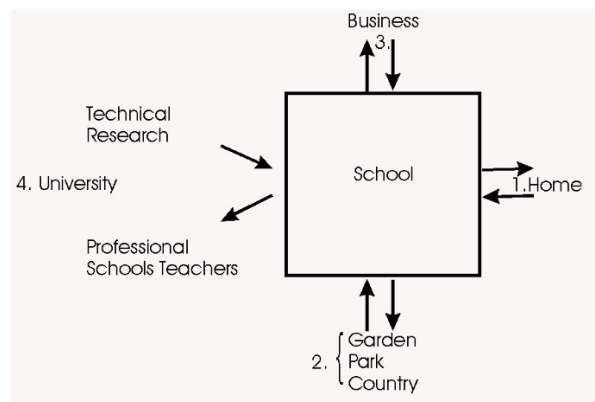 Business
3.
Technical
Research
School
4. University
1.Home
Professional
Schools Teachers
2. { Garden
Park
Country